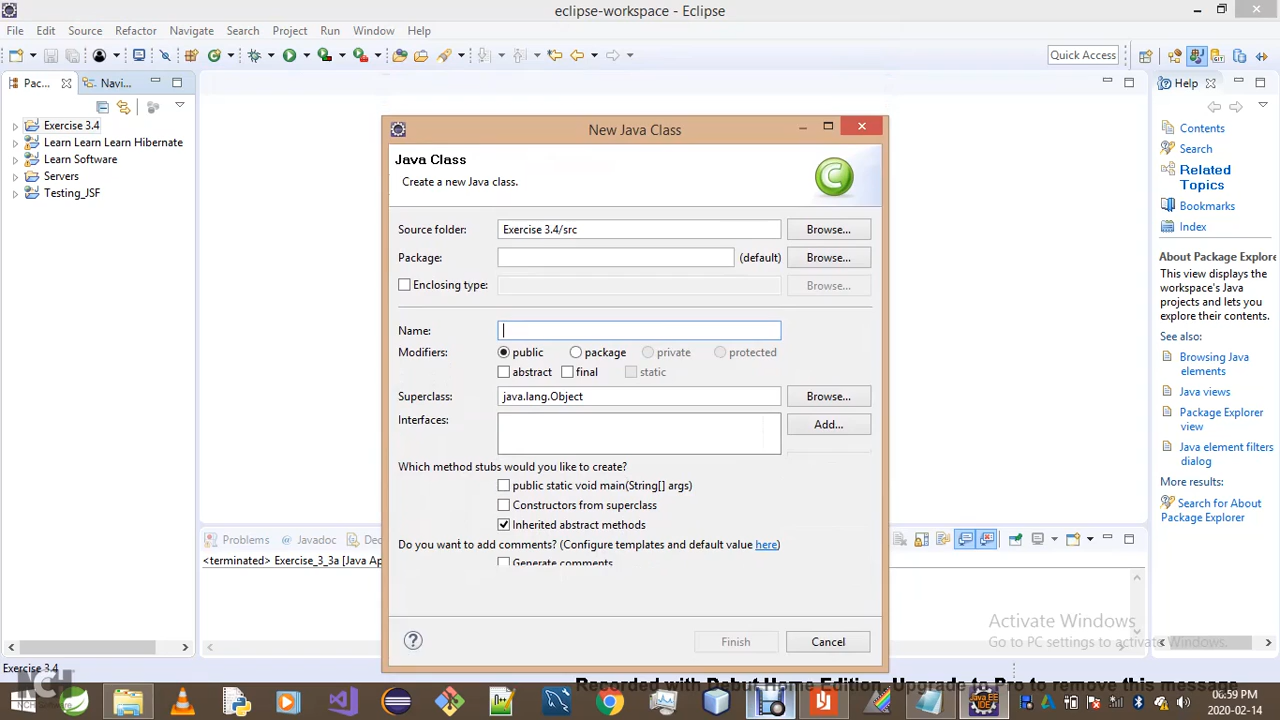 eclipse-workspace - Eclipse
File Edit Source Refactor Navigate Search Project Run Window Help
Quick Access
Pac... Navi...
Help
Exercise 3.4
Learn Learn Learn Hibernate
Learn Software
Servers
Testing_JSF
New Java Class
Java Class
Create a new Java class.
Source folder: Exercise 3.4/src Browse...
Package: (default) Browse...
Enclosing type: Browse...
Name:
Modifiers: public package private protected
abstract final static
Superclass: java.lang.Object Browse...
Interfaces: Add...
Which method stubs would you like to create?
public static void main(String[] args)
Constructors from superclass
Inherited abstract methods
Do you want to add comments? (Configure templates and default value here)
Generate comments
Finish Cancel
Contents
Search
Related
Topics
Bookmarks
Index
About Package Explore
This view displays the
workspace's Java
projects and lets you
explore their contents.
See also:
Browsing Java
elements
Java views
Package Explorer
view
Java element filters
dialog
More results:
Search for About
Package Explorer
Problems Javadoc Dec
<terminated> Exercise_3_3a [Java Ap
Activate Windows
Go to PC settings to activate Windows.
Exercise 3.4
NCH
Recorded with Debut Home Edition. Upgrade to Pro to remove this message
Java EE
IDE
06:59 PM
2020-02-14